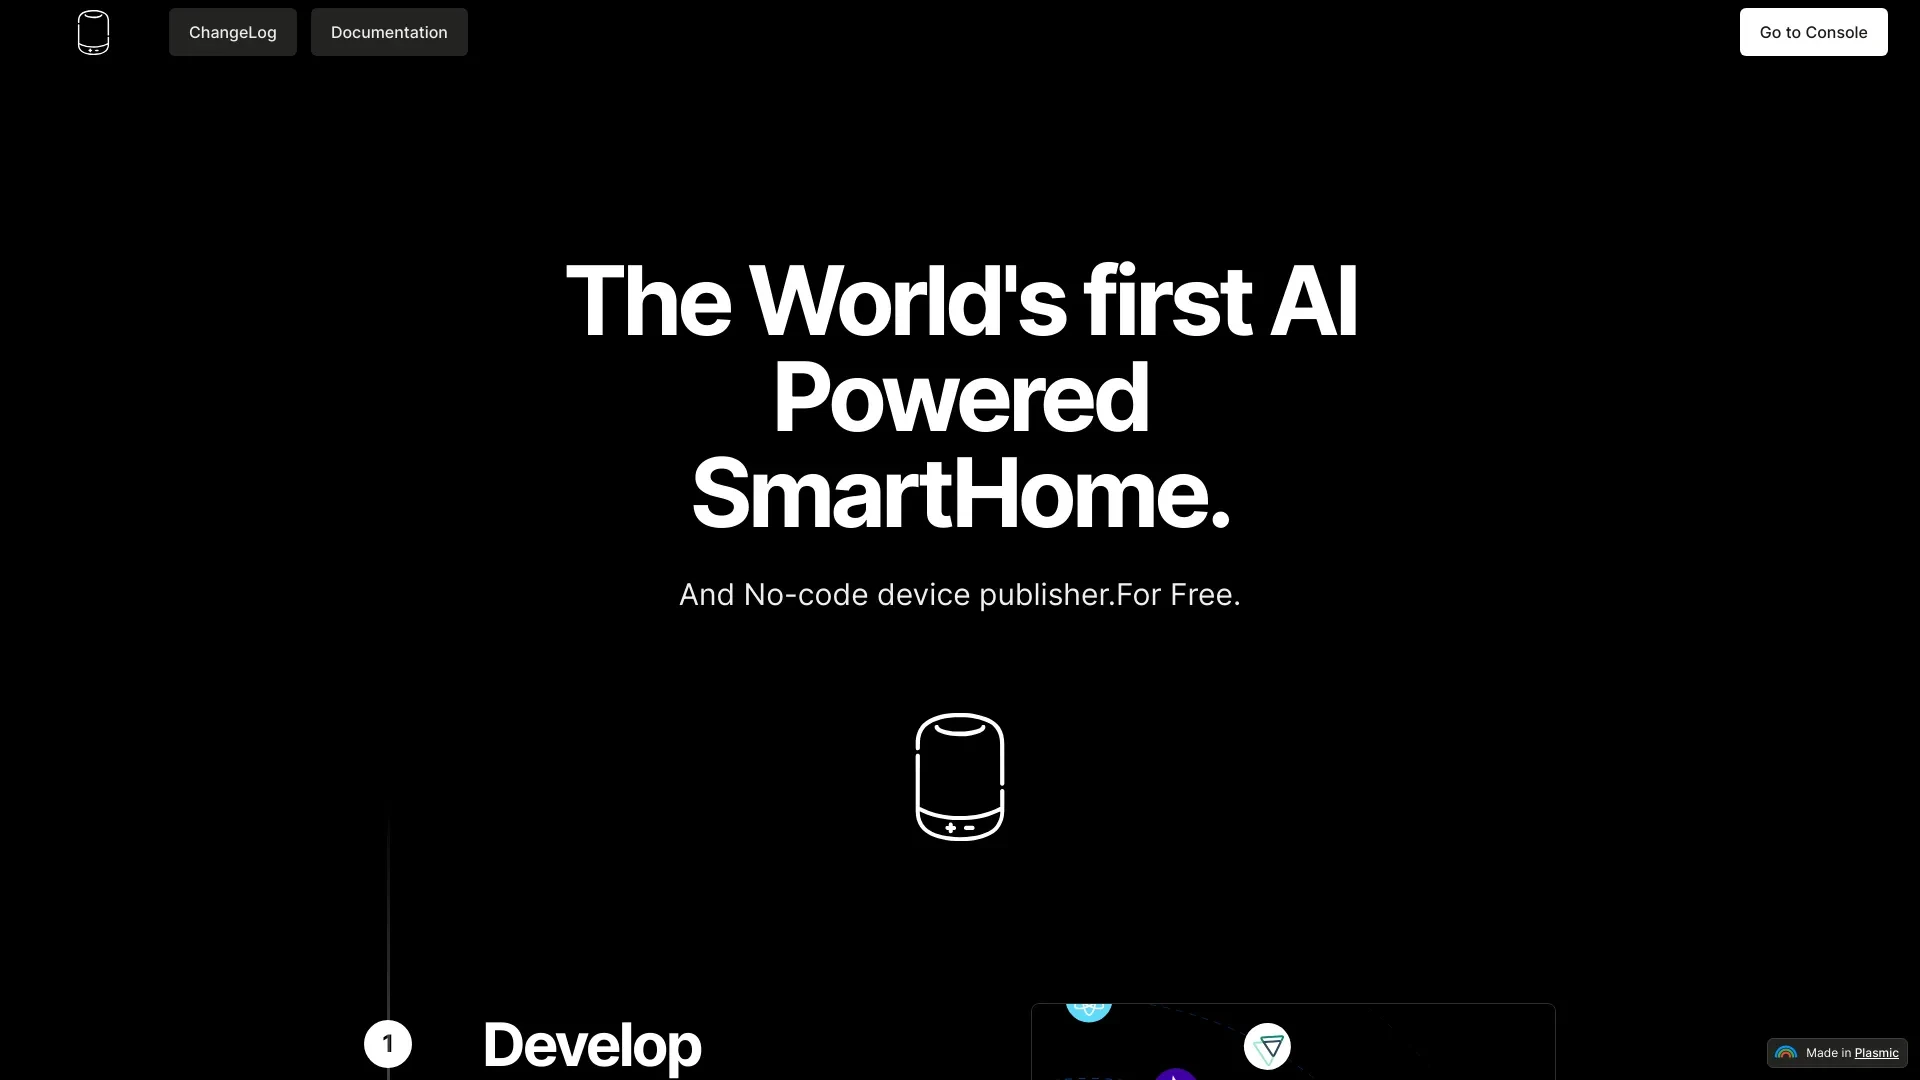 ChangeLog
Documentation
Go to Console
The World's first AI
Powered
SmartHome.
And No-code device publisher.For Free.
1
Develop
Made in Plasmic